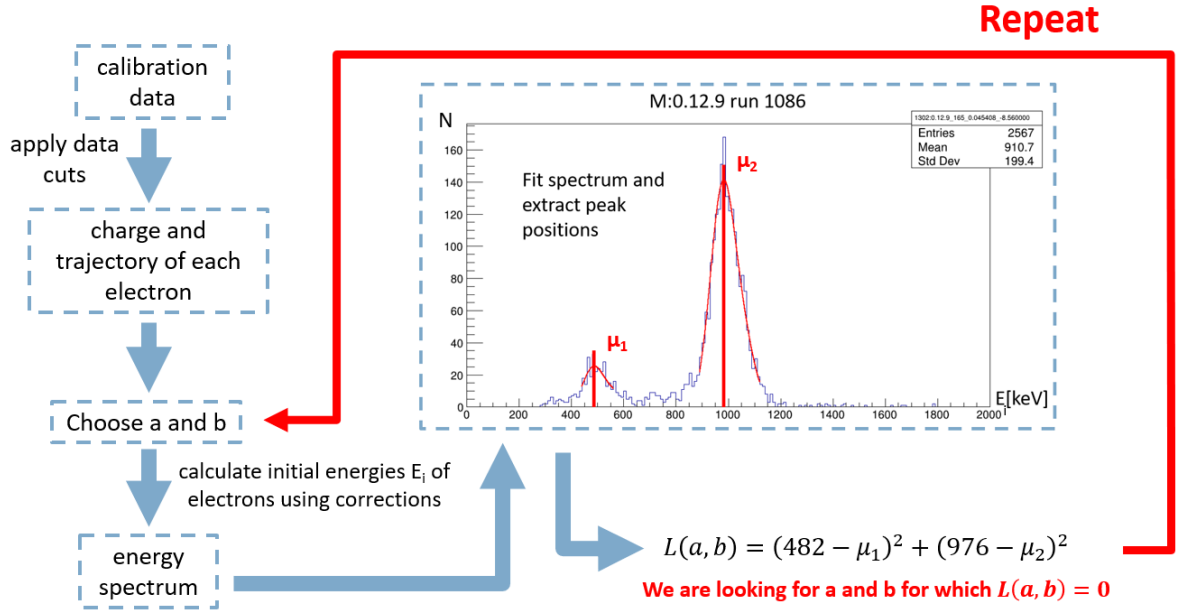 Repeat
calibration
data
apply data
cuts
charge and
trajectory of each
electron
Choose a and b
calculate initial energies Eᵢ of
electrons using corrections
energy
spectrum
M:0.12.9 run 1086
1302:0.12.9_165_0.045408_-8.560000
Entries 2567
Mean 910.7
Std Dev 199.4
N
160
140
120
100
80
60
40
20
0
Fit spectrum and
extract peak
positions
μ₁
μ₂
0 200 400 600 800 1000 1200 1400 1600 1800 2000
Eᵢ[keV]
L(a, b) = (482 − μ₁)² + (976 − μ₂)²
We are looking for a and b for which L(a, b) = 0